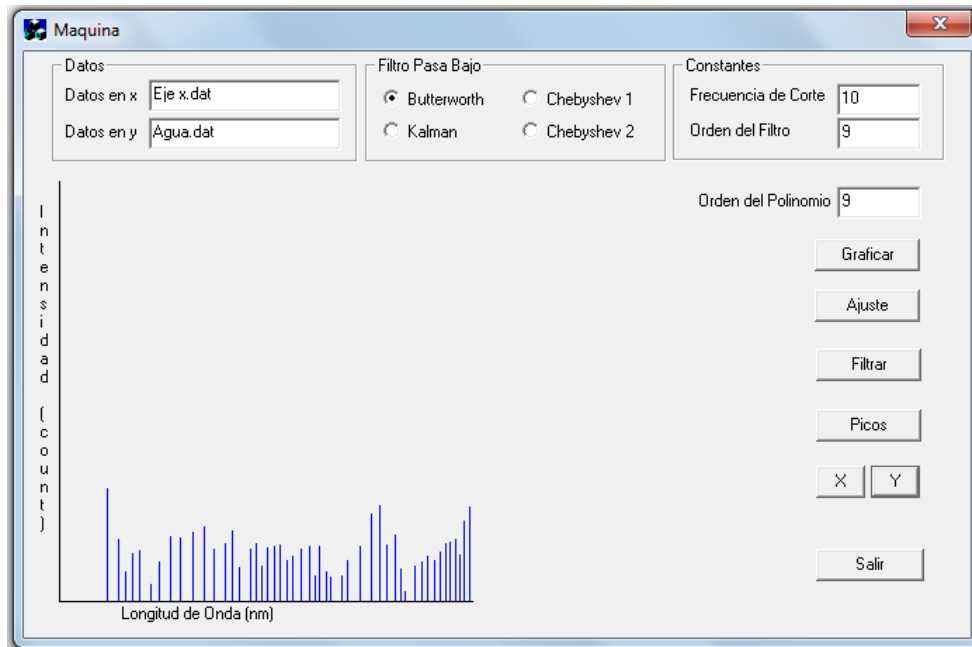 Maquina
Datos
Datos en x Eje x.dat
Datos en y Agua.dat
Filtro Pasa Bajo
Butterworth Chebyshev 1
Kalman Chebyshev 2
Constantes
Frecuencia de Corte 10
Orden del Filtro 9
Orden del Polinomio 9
Graficar
Ajuste
Filtrar
Picos
X Y
Salir
Intensidad (count)
Longitud de Onda (nm)